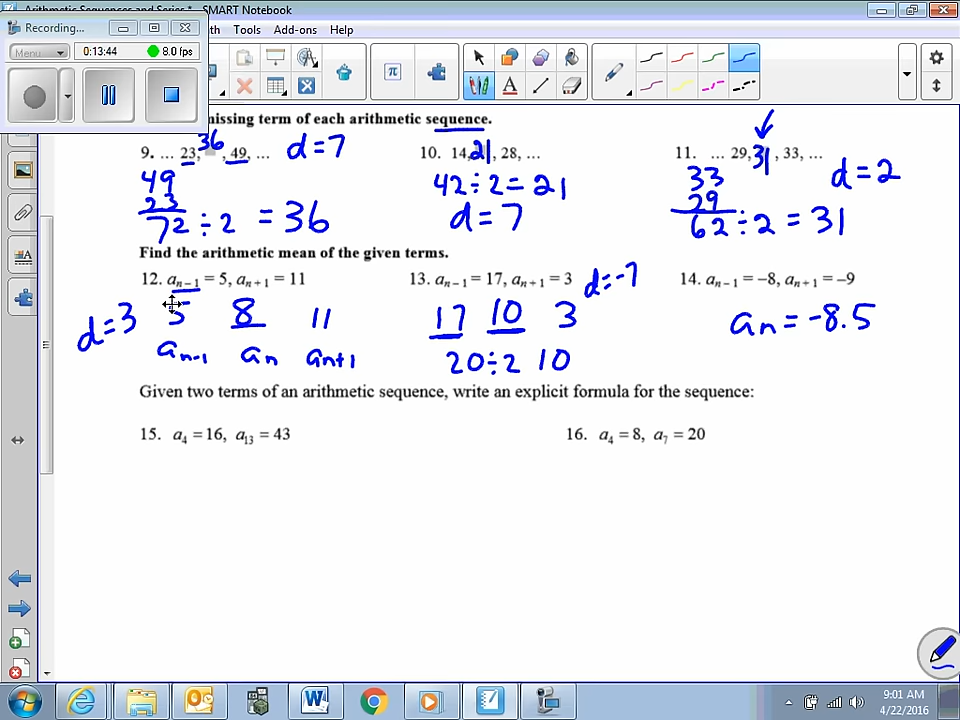 Arithmetic Sequences and Series * - SMART Notebook
Recording...
Menu
0:13:44
8.0 fps
th Tools Add-ons Help
π
A
missing term of each arithmetic sequence.
9. ... 23, 36, 49, ... d=7
49
23
72 ÷ 2 = 36
10. 14, 21, 28, ...
42 ÷ 2 = 21
d = 7
11. ... 29, 31, 33, ...
33
29
62 ÷ 2 = 31
d = 2
Find the arithmetic mean of the given terms.
12. aₙ₋₁ = 5, aₙ₊₁ = 11
d=3 5 8 11
aₙ₋₁ aₙ aₙ₊₁
13. aₙ₋₁ = 17, aₙ₊₁ = 3 d=-7
17 10 3
20÷2 10
14. aₙ₋₁ = −8, aₙ₊₁ = −9
aₙ = -8.5
Given two terms of an arithmetic sequence, write an explicit formula for the sequence:
15. a₄ = 16, a₁₃ = 43
16. a₄ = 8, a₇ = 20
9:01 AM
4/22/2016